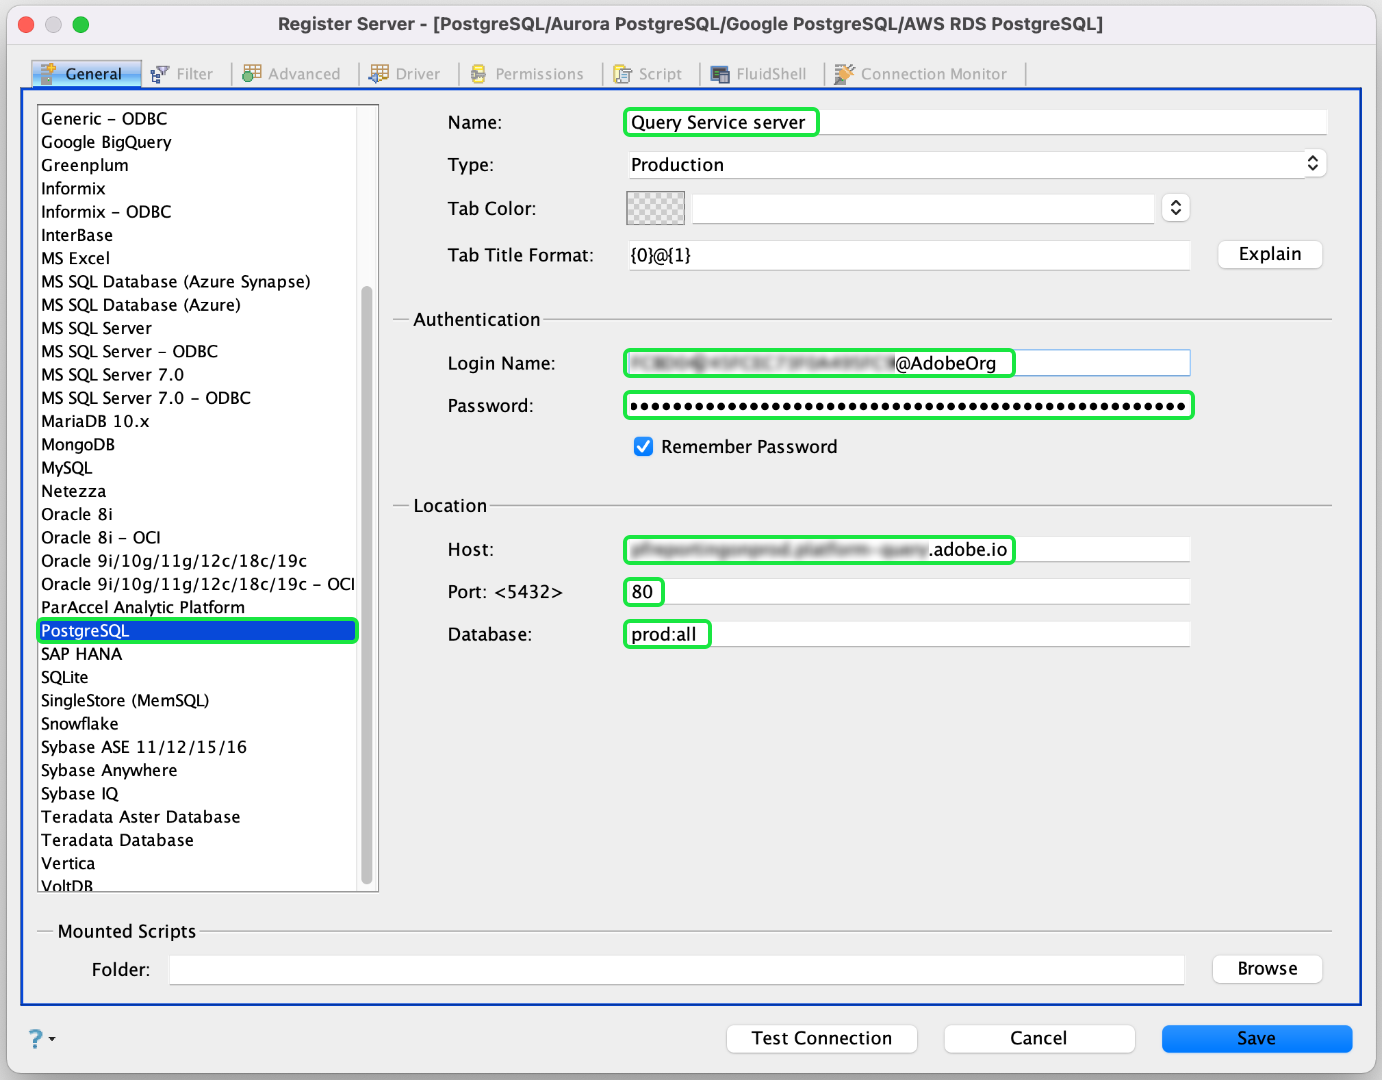 Register Server - [PostgreSQL/Aurora PostgreSQL/Google PostgreSQL/AWS RDS PostgreSQL]
General Filter Advanced Driver Permissions Script FluidShell Connection Monitor
Generic - ODBC
Google BigQuery
Greenplum
Informix
Informix - ODBC
InterBase
MS Excel
MS SQL Database (Azure Synapse)
MS SQL Database (Azure)
MS SQL Server
MS SQL Server - ODBC
MS SQL Server 7.0
MS SQL Server 7.0 - ODBC
MariaDB 10.x
MongoDB
MySQL
Netezza
Oracle 8i
Oracle 8i - OCI
Oracle 9i/10g/11g/12c/18c/19c
Oracle 9i/10g/11g/12c/18c/19c - OCI
ParAccel Analytic Platform
PostgreSQL
SAP HANA
SQLite
SingleStore (MemSQL)
Snowflake
Sybase ASE 11/12/15/16
Sybase Anywhere
Sybase IQ
Teradata Aster Database
Teradata Database
Vertica
VoltDB
Name: Query Service server
Type: Production
Tab Color:
Tab Title Format: {0}@{1} Explain
Authentication
Login Name: @AdobeOrg
Password:
Remember Password
Location
Host: .adobe.io
Port: <5432> 80
Database: prod:all
Mounted Scripts
Folder: Browse
? Test Connection Cancel Save